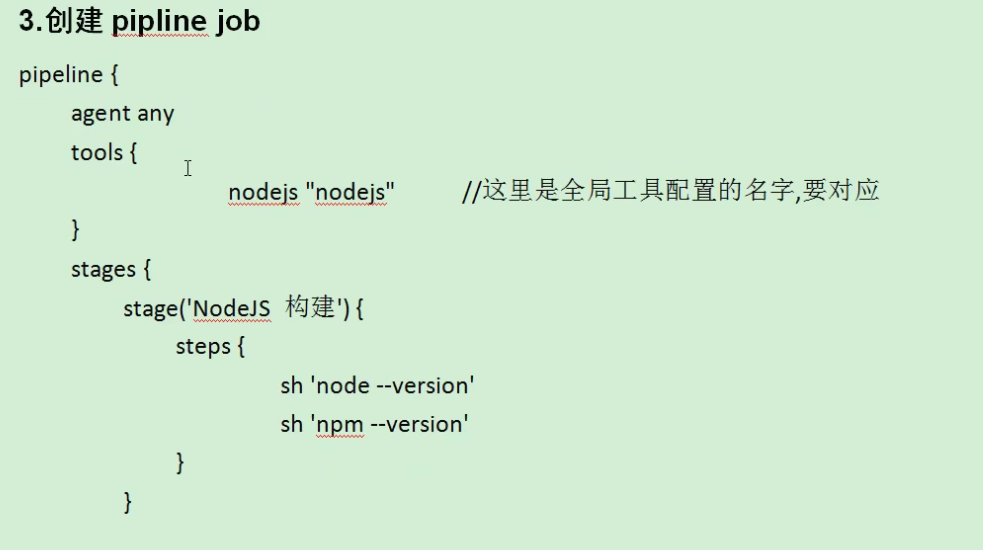 3.创建 pipline job
pipeline {
agent any
tools {
nodejs "nodejs" //这里是全局工具配置的名字,要对应
}
stages {
stage('NodeJS 构建') {
steps {
sh 'node --version'
sh 'npm --version'
}
}